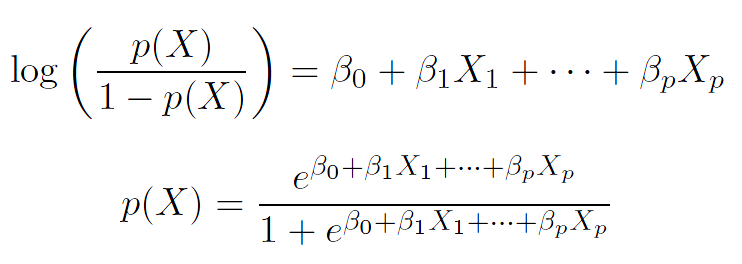 log ( p(X) / 1 − p(X) ) = β₀ + β₁X₁ + ⋯ + βₚXₚ
p(X) = e^{β₀+β₁X₁+⋯+βₚXₚ} / 1 + e^{β₀+β₁X₁+⋯+βₚXₚ}